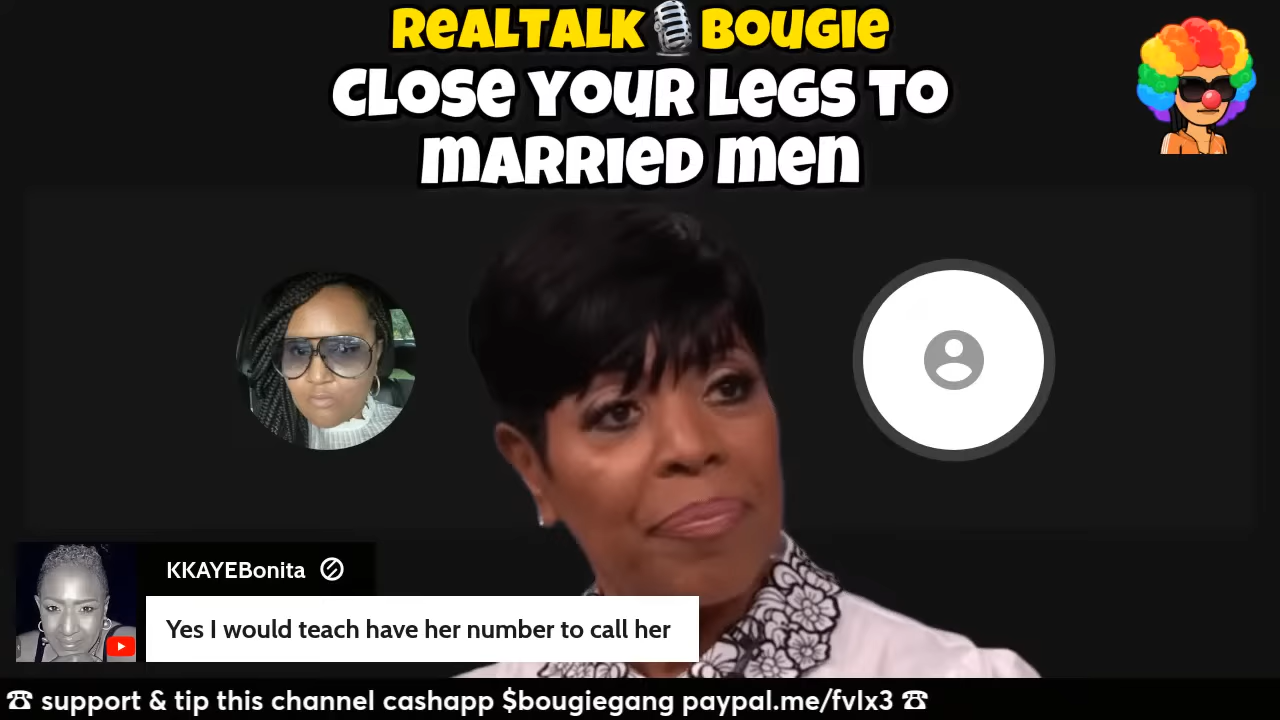 REALTALK BOUGIE
CLOSE YOUR LEGS TO
MARRIED MEN
KKAYEBonita
Yes I would teach have her number to call her
☎ support & tip this channel cashapp $bougiegang paypal.me/fvlx3 ☎